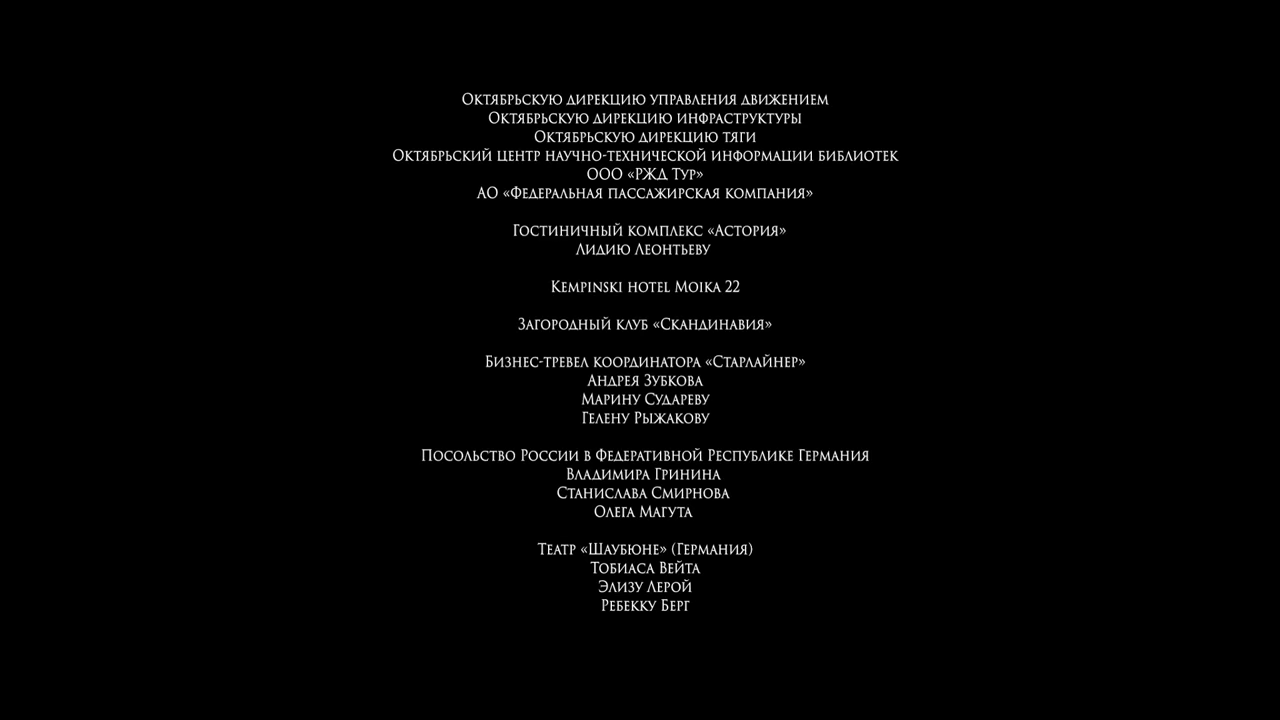 Октябрьскую дирекцию управления движением
Октябрьскую дирекцию инфраструктуры
Октябрьскую дирекцию тяги
Октябрьский центр научно-технической информации библиотек
ООО «РЖД Тур»
АО «Федеральная пассажирская компания»
Гостиничный комплекс «Астория»
Лидию Леонтьеву
Kempinski hotel Moika 22
Загородный клуб «Скандинавия»
Бизнес-тревел координатора «Старлайнер»
Андрея Зубкова
Марину Судареву
Гелену Рыжакову
Посольство России в Федеративной Республике Германия
Владимира Гринина
Станислава Смирнова
Олега Магута
Театр «Шаубюне» (Германия)
Тобиаса Вейта
Элизу Лерой
Ребекку Берг